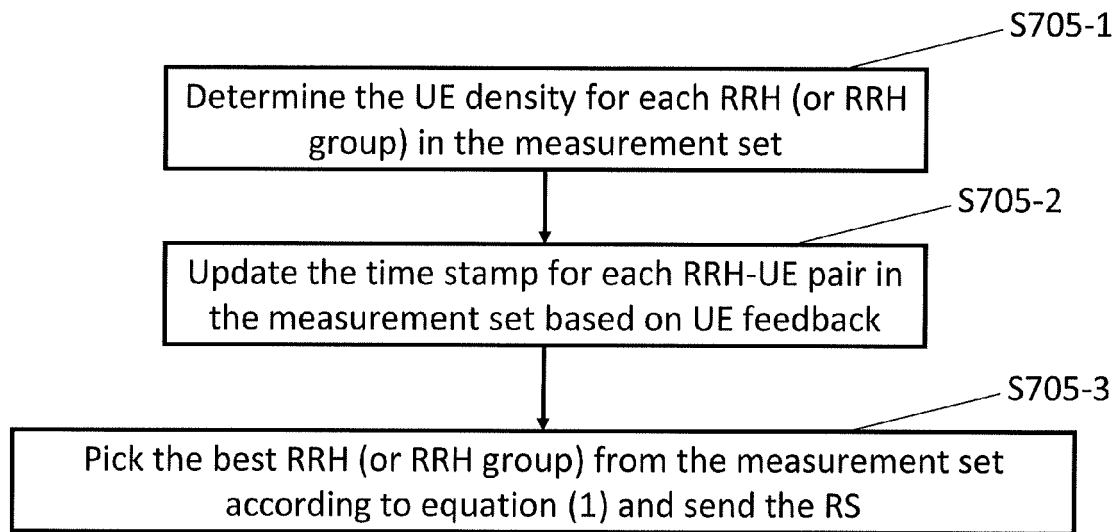 S705-1
Determine the UE density for each RRH (or RRH
group) in the measurement set
S705-2
Update the time stamp for each RRH-UE pair in
the measurement set based on UE feedback
S705-3
Pick the best RRH (or RRH group) from the measurement set
according to equation (1) and send the RS